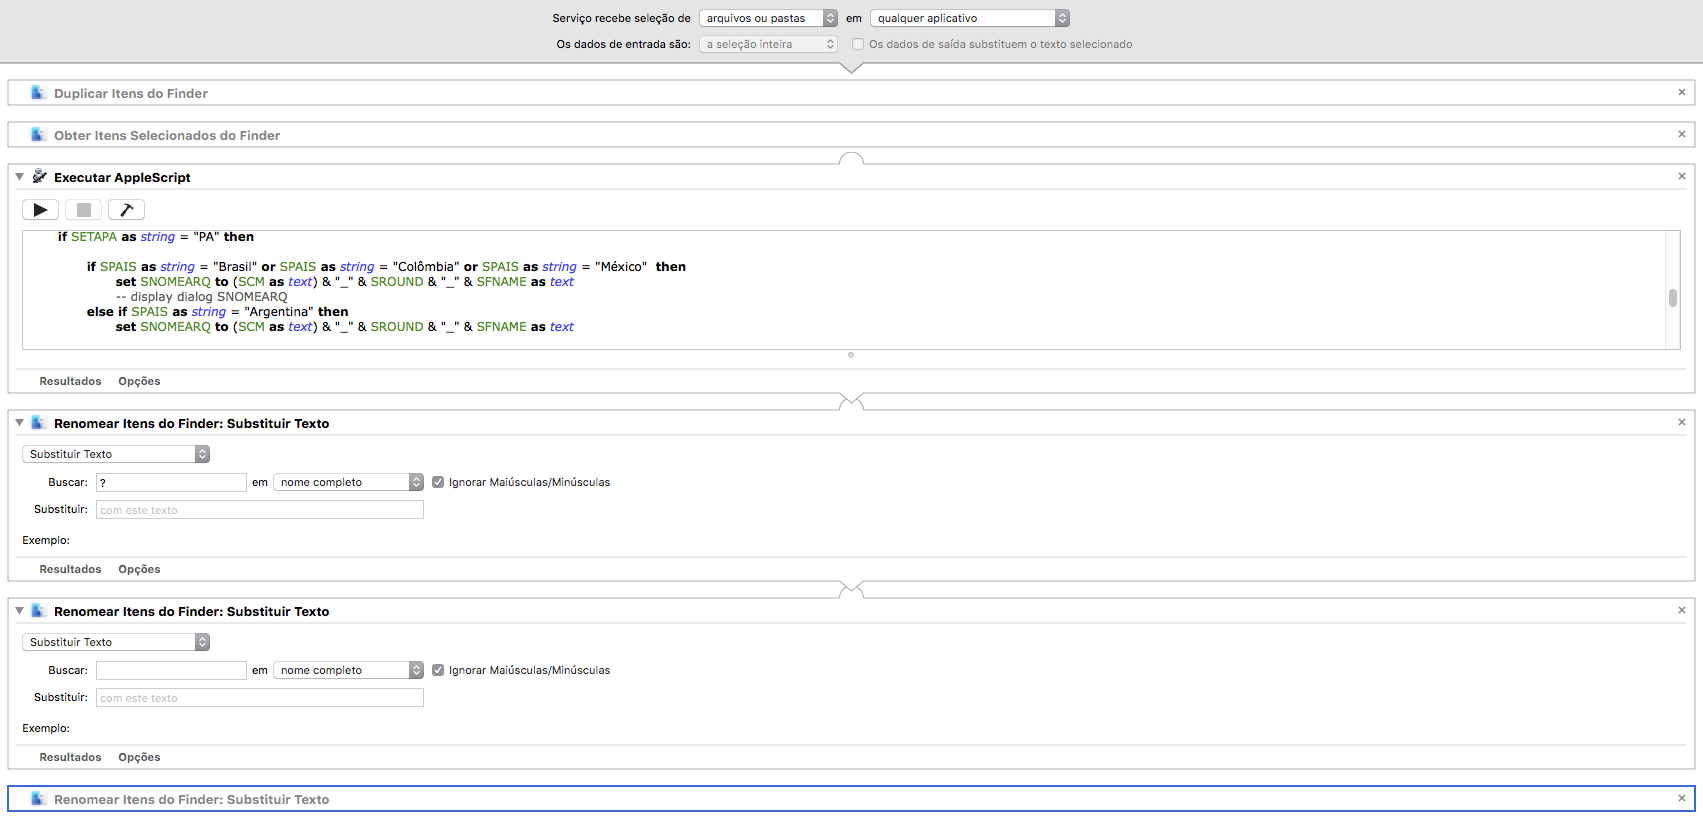 Serviço recebe seleção de arquivos ou pastas em qualquer aplicativo
Os dados de entrada são: a seleção inteira Os dados de saída substituem o texto selecionado
Duplicar Itens do Finder
Obter Itens Selecionados do Finder
Executar AppleScript
if SETAPA as string = "PA" then
if SPAIS as string = "Brasil" or SPAIS as string = "Colômbia" or SPAIS as string = "México" then
set SNOMEARQ to (SCM as text) & "_" & SROUND & "_" & SFNAME as text
-- display dialog SNOMEARQ
else if SPAIS as string = "Argentina" then
set SNOMEARQ to (SCM as text) & "_" & SROUND & "_" & SFNAME as text
Resultados Opções
Renomear Itens do Finder: Substituir Texto
Substituir Texto
Buscar: ? em nome completo Ignorar Maiúsculas/Minúsculas
Substituir: com este texto
Exemplo:
Resultados Opções
Renomear Itens do Finder: Substituir Texto
Substituir Texto
Buscar: em nome completo Ignorar Maiúsculas/Minúsculas
Substituir: com este texto
Exemplo:
Resultados Opções
Renomear Itens do Finder: Substituir Texto